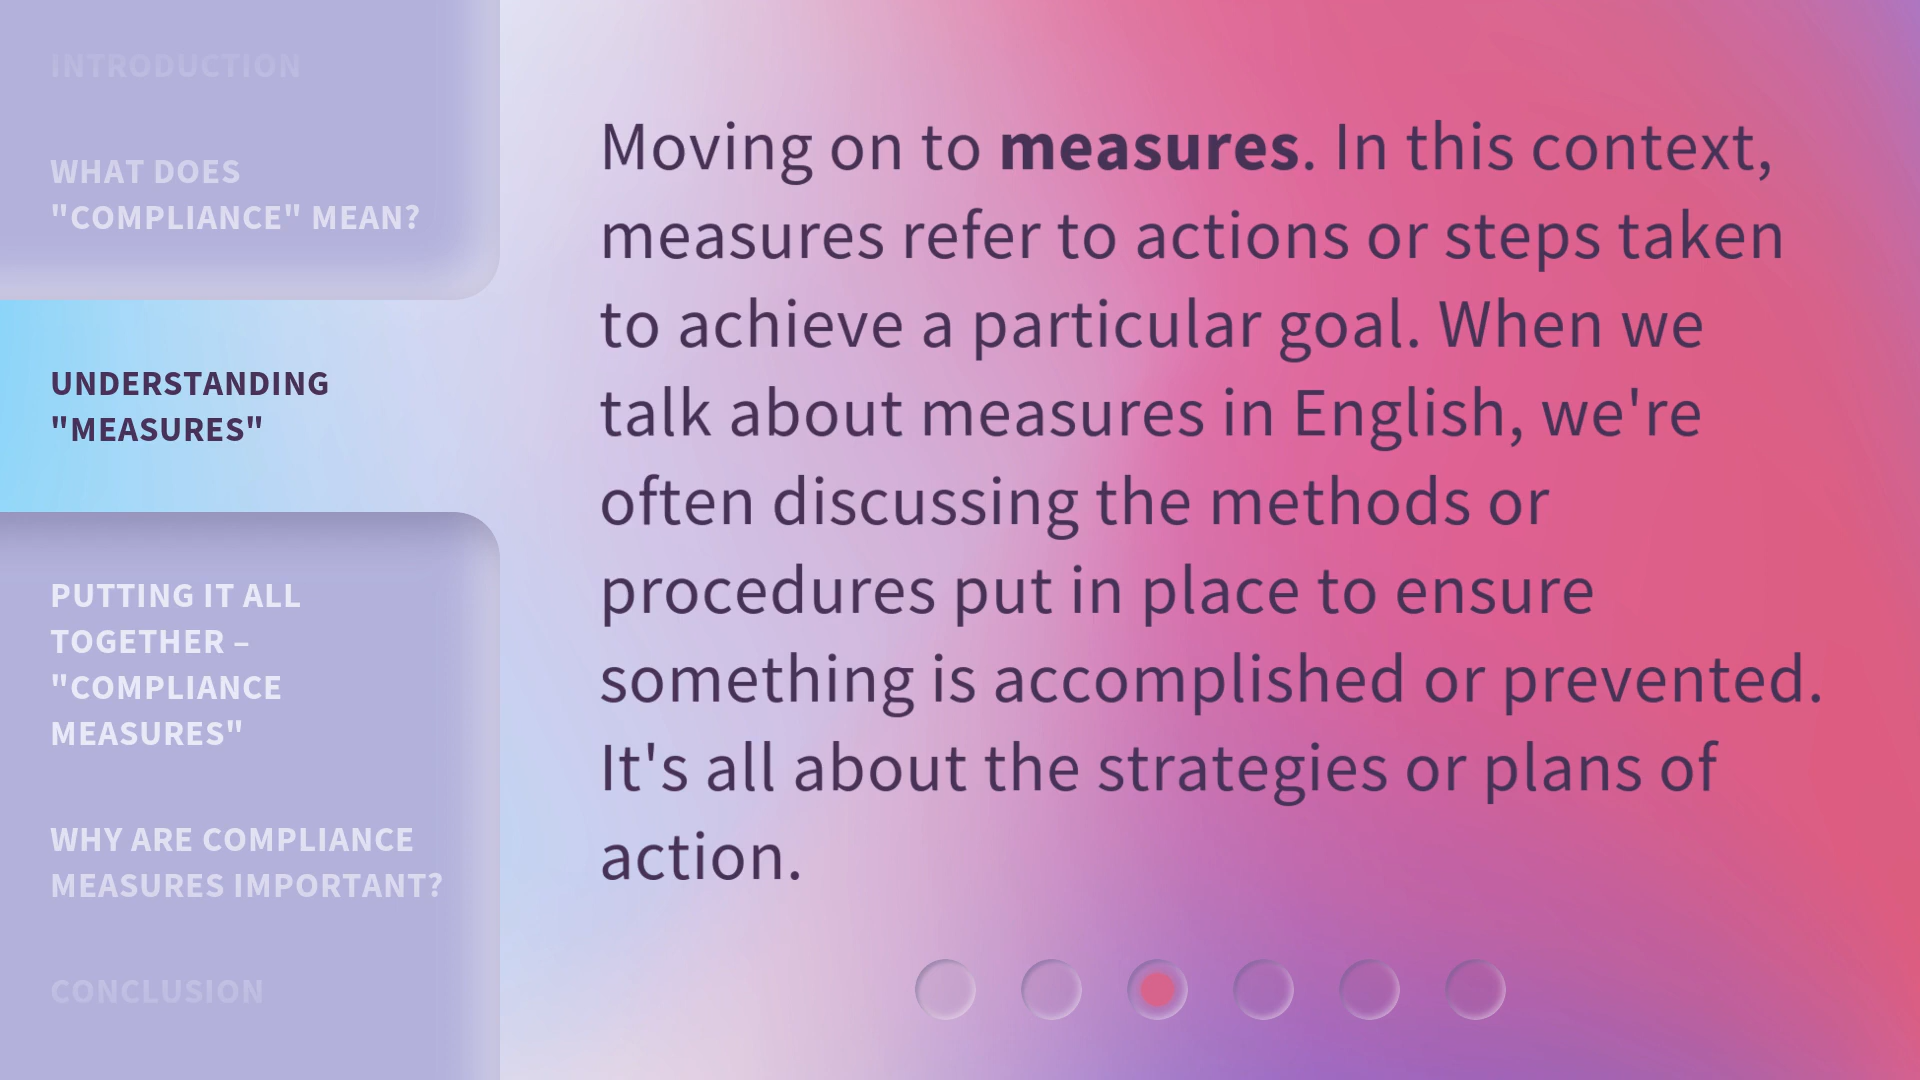 INTRODUCTION
WHAT DOES
"COMPLIANCE" MEAN?
UNDERSTANDING
"MEASURES"
PUTTING IT ALL
TOGETHER –
"COMPLIANCE
MEASURES"
WHY ARE COMPLIANCE
MEASURES IMPORTANT?
CONCLUSION
Moving on to measures. In this context,
measures refer to actions or steps taken
to achieve a particular goal. When we
talk about measures in English, we're
often discussing the methods or
procedures put in place to ensure
something is accomplished or prevented.
It's all about the strategies or plans of
action.